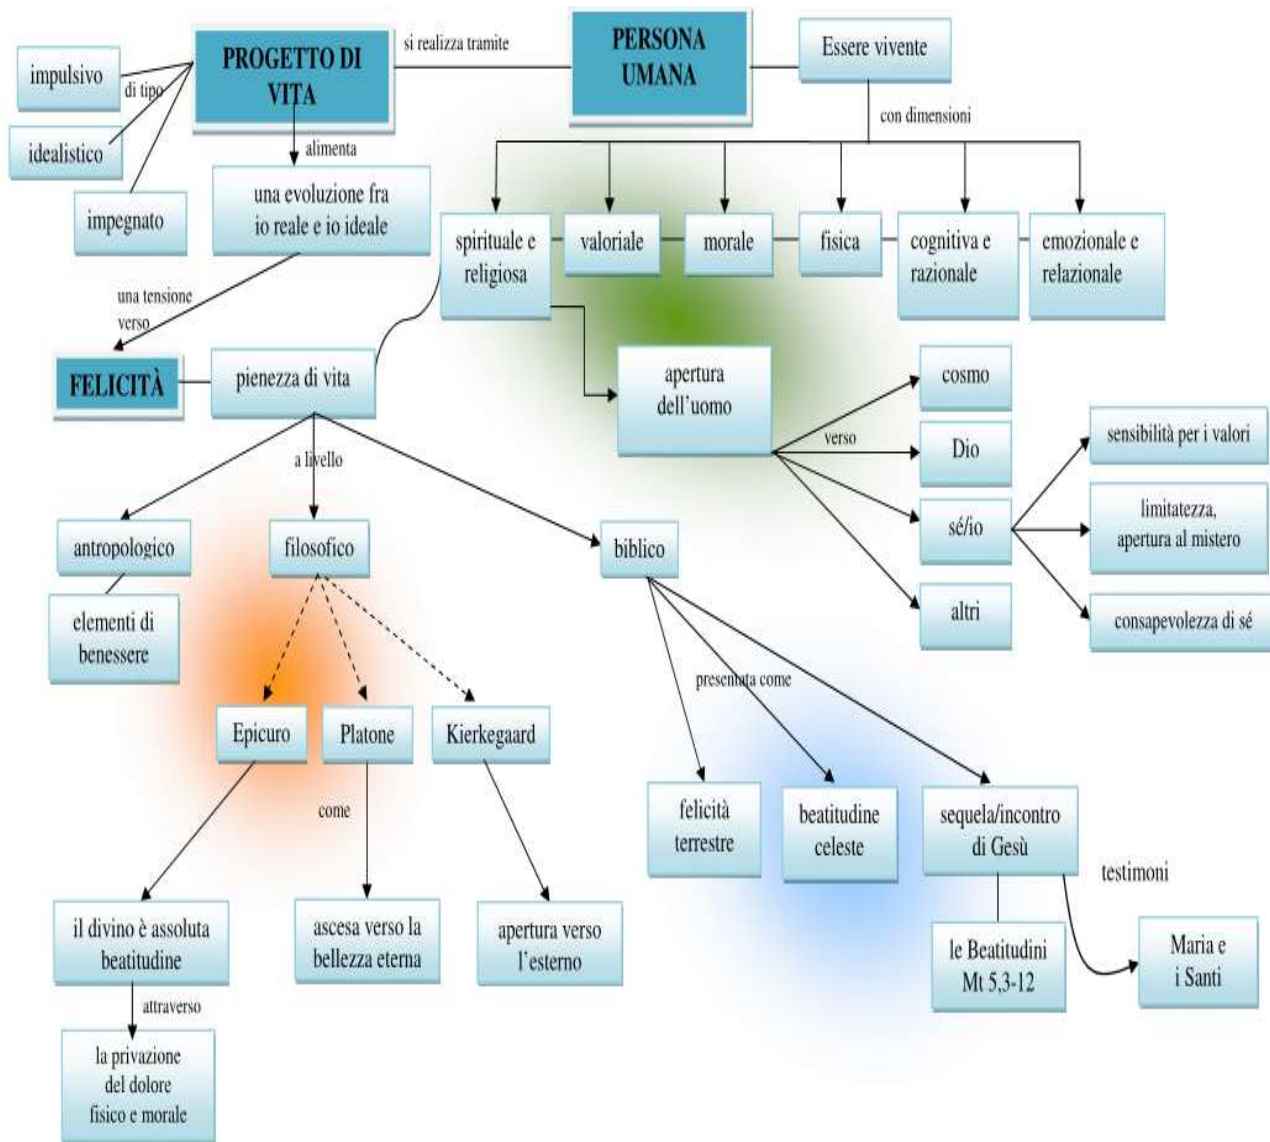 PROGETTO DI
VITA
si realizza tramite
PERSONA
UMANA
Essere vivente
impulsivo
di tipo
idealistico
impegnato
alimenta
una evoluzione fra
io reale e io ideale
con dimensioni
spirituale e
religiosa
valoriale
morale
fisica
cognitiva e
razionale
emozionale e
relazionale
una tensione
verso
FELICITÀ
pienezza di vita
apertura
dell'uomo
verso
cosmo
Dio
sé/io
altri
sensibilità per i valori
limitatezza,
apertura al mistero
consapevolezza di sé
a livello
antropologico
filosofico
biblico
elementi di
benessere
Epicuro
Platone
Kierkegaard
come
presentata come
felicità
terrestre
beatitudine
celeste
sequela/incontro
di Gesù
testimoni
il divino è assoluta
beatitudine
ascesa verso la
bellezza eterna
apertura verso
l'esterno
le Beatitudini
Mt 5,3-12
Maria e
i Santi
attraverso
la privazione
del dolore
fisico e morale